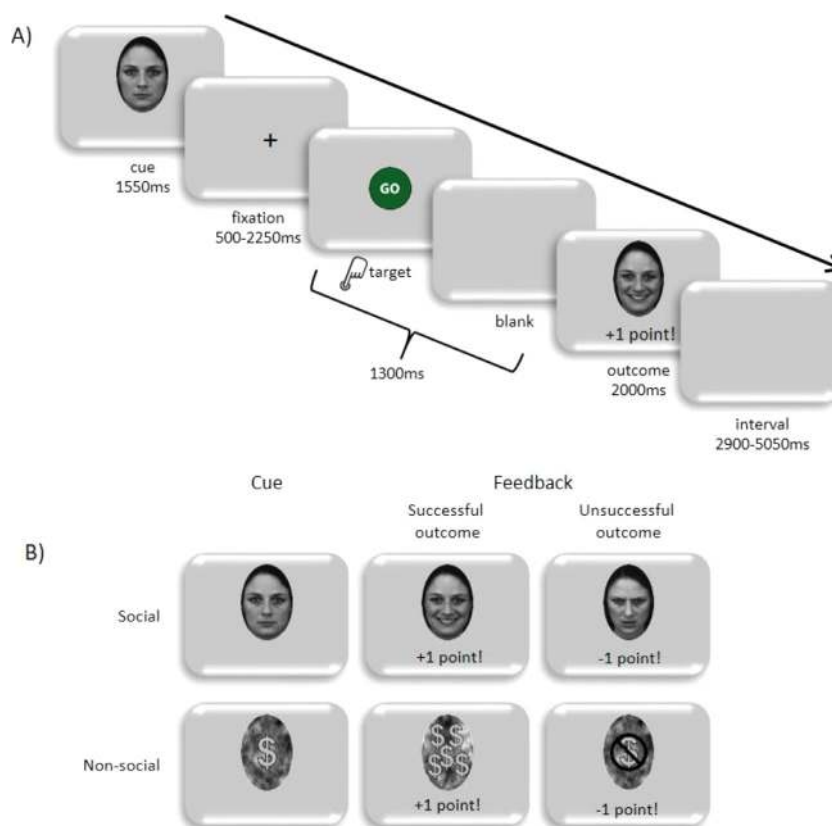 A)
cue
1550ms
+
fixation
500-2250ms
GO
target
1300ms
blank
+1 point!
outcome
2000ms
interval
2900-5050ms
Cue
Feedback
Successful
outcome
Unsuccessful
outcome
B)
Social
+1 point!
-1 point!
Non-social
$
$ $
$
$ $
+1 point!
$
-1 point!